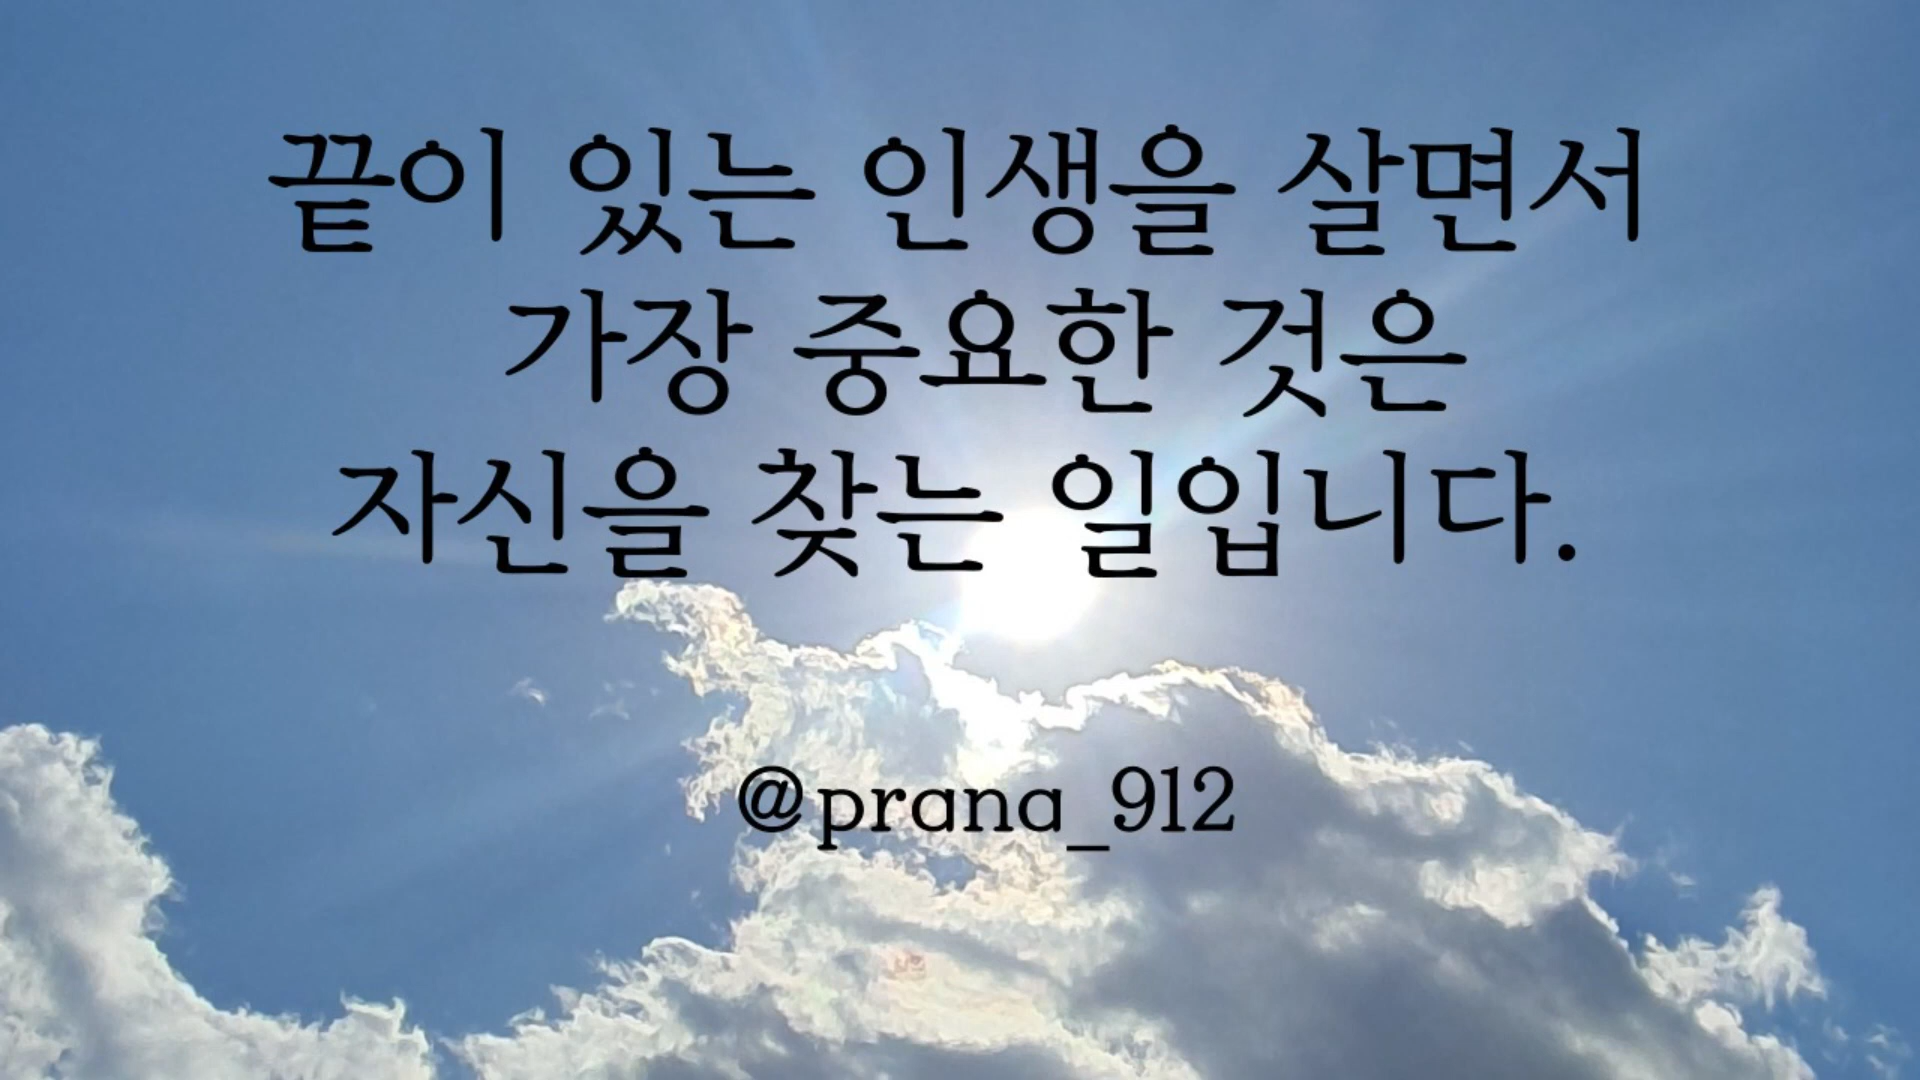 끝이 있는 인생을 살면서
가장 중요한 것은
자신을 찾는 일입니다.
@prana_912